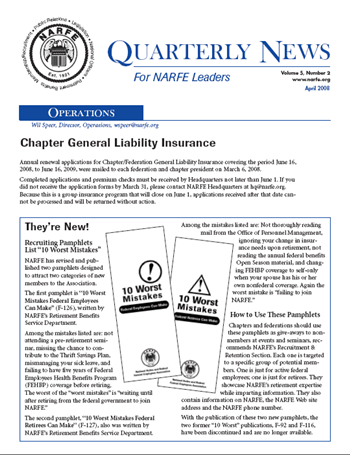 QUARTERLY NEWS
For NARFE Leaders
Volume 5, Number 2
www.narfe.org
April 2008
NARFE
Est. 1921
OPERATIONS
Wil Speer, Director, Operations, wspeer@narfe.org
Chapter General Liability Insurance
Annual renewal applications for Chapter/Federation General Liability Insurance covering the period June 16,
2008, to June 16, 2009, were mailed to each federation and chapter president on March 6, 2008.
Completed applications and premium checks must be received by Headquarters not later than June 1. If you
did not receive the application forms by March 31, please contact NARFE Headquarters at hq@narfe.org.
Because this is a group insurance program that will close on June 1, applications received after that date can-
not be processed and will be returned without action.
They're New!
Recruiting Pamphlets
List "10 Worst Mistakes"
NARFE has revised and pub-
lished two pamphlets designed
to attract two categories of new
members to the Association.
The first pamphlet is "10 Worst
Mistakes Federal Employees
Can Make" (F-126), written by
NARFE's Retirement Benefits
Service Department.
Among the mistakes listed are: not
attending a pre-retirement semi-
nar, missing the chance to con-
tribute to the Thrift Savings Plan,
mismanaging your sick leave, and
failing to have five years of Federal
Employees Health Benefits Program
(FEHBP) coverage before retiring.
The worst of the "worst mistakes" is "waiting until
after retiring from the federal government to join
NARFE."
The second pamphlet, "10 Worst Mistakes Federal
Retirees Can Make" (F-127), also was written by
NARFE's Retirement Benefits Service Department.
10 Worst
Mistakes
Federal Employees Can Make
10 Worst
Mistakes
Federal Retirees Can Make
Among the mistakes listed are: Not thoroughly reading
mail from the Office of Personnel Management,
ignoring your change in insur-
ance needs upon retirement, not
reading the annual federal benefits
Open Season material, and chang-
ing FEHBP coverage to self-only
when your spouse has his or her
own nonfederal coverage. Again the
worst mistake is "failing to join
NARFE."
How to Use These Pamphlets
Chapters and federations should use
these pamphlets as give-aways to non-
members at events and seminars, rec-
ommends NARFE's Recruitment &
Retention Section. Each one is targeted
to a specific group of potential mem-
bers. One is just for active federal
employees; one is just for retirees. They
showcase NARFE's retirement expertise
while imparting information. They also
contain information on NARFE, the NARFE Web site
address and the NARFE phone number.
With the publication of these two new pamphlets, the
two former "10 Worst" publications, F-92 and F-116,
have been discontinued and are no longer available.